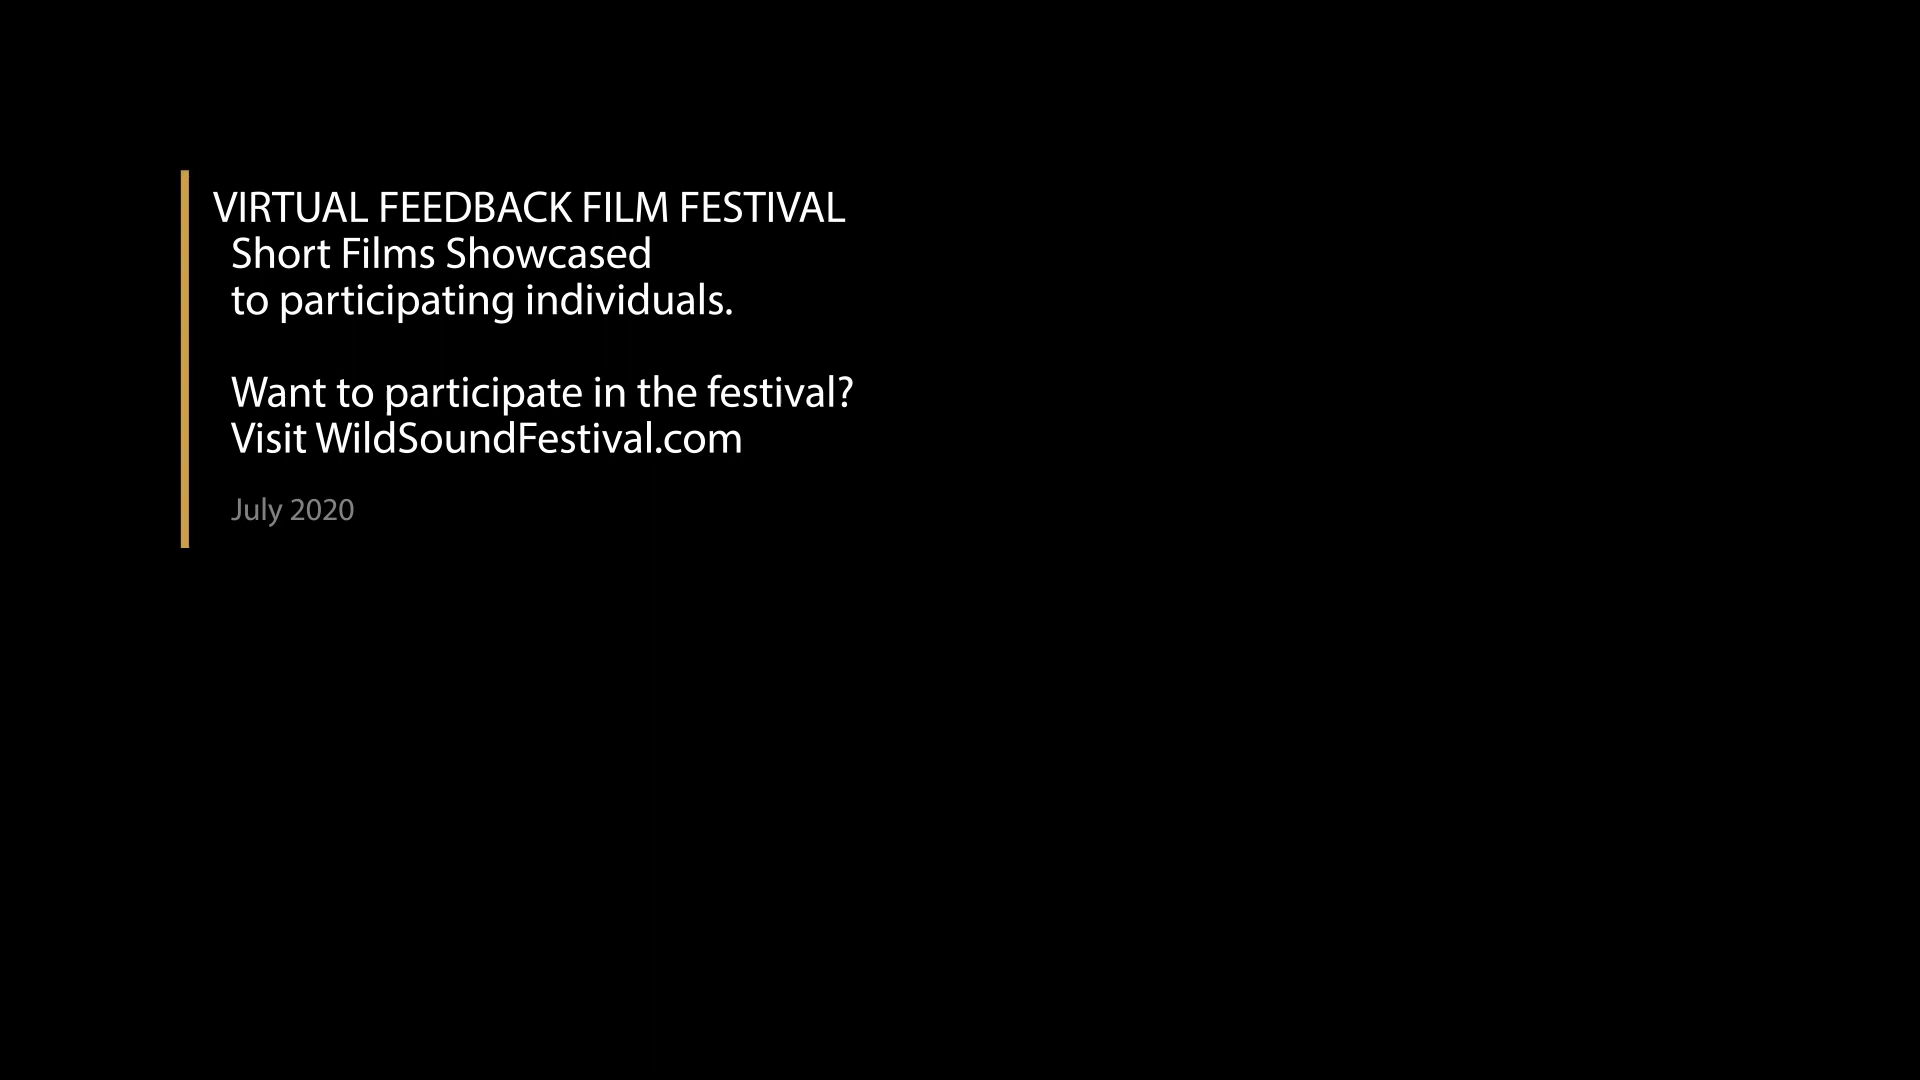 VIRTUAL FEEDBACK FILM FESTIVAL
Short Films Showcased
to participating individuals.
Want to participate in the festival?
Visit WildSoundFestival.com
July 2020